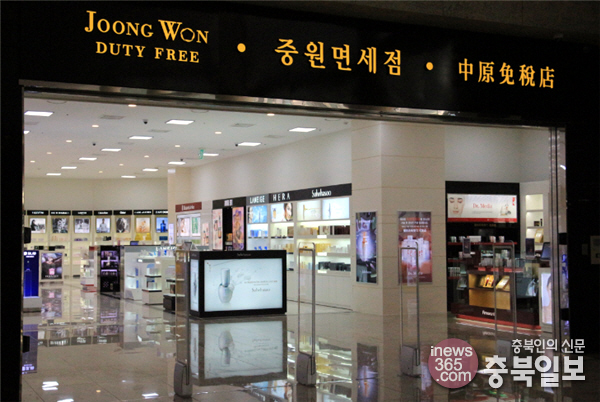 JOONG WON
DUTY FREE
· 중원면세점 · 中原免稅店
LANEIGE
HERA
Sulwhasoo
inews
365.com
충북인의 신문
충북일보